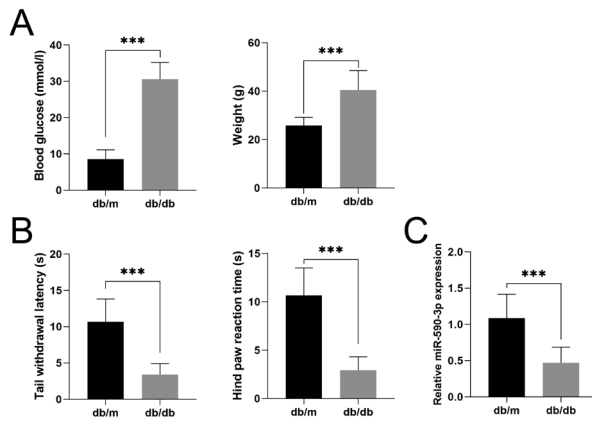 A
Blood glucose (mmol/l)
40
30
20
10
0
***
db/m db/db
Weight (g)
60
40
20
0
***
db/m db/db
B
Tail withdrawal latency (s)
20
15
10
5
0
***
db/m db/db
Hind paw reaction time (s)
15
10
5
0
***
db/m db/db
C
Relative miR-590-3p expression
2.0
1.5
1.0
0.5
0.0
***
db/m db/db